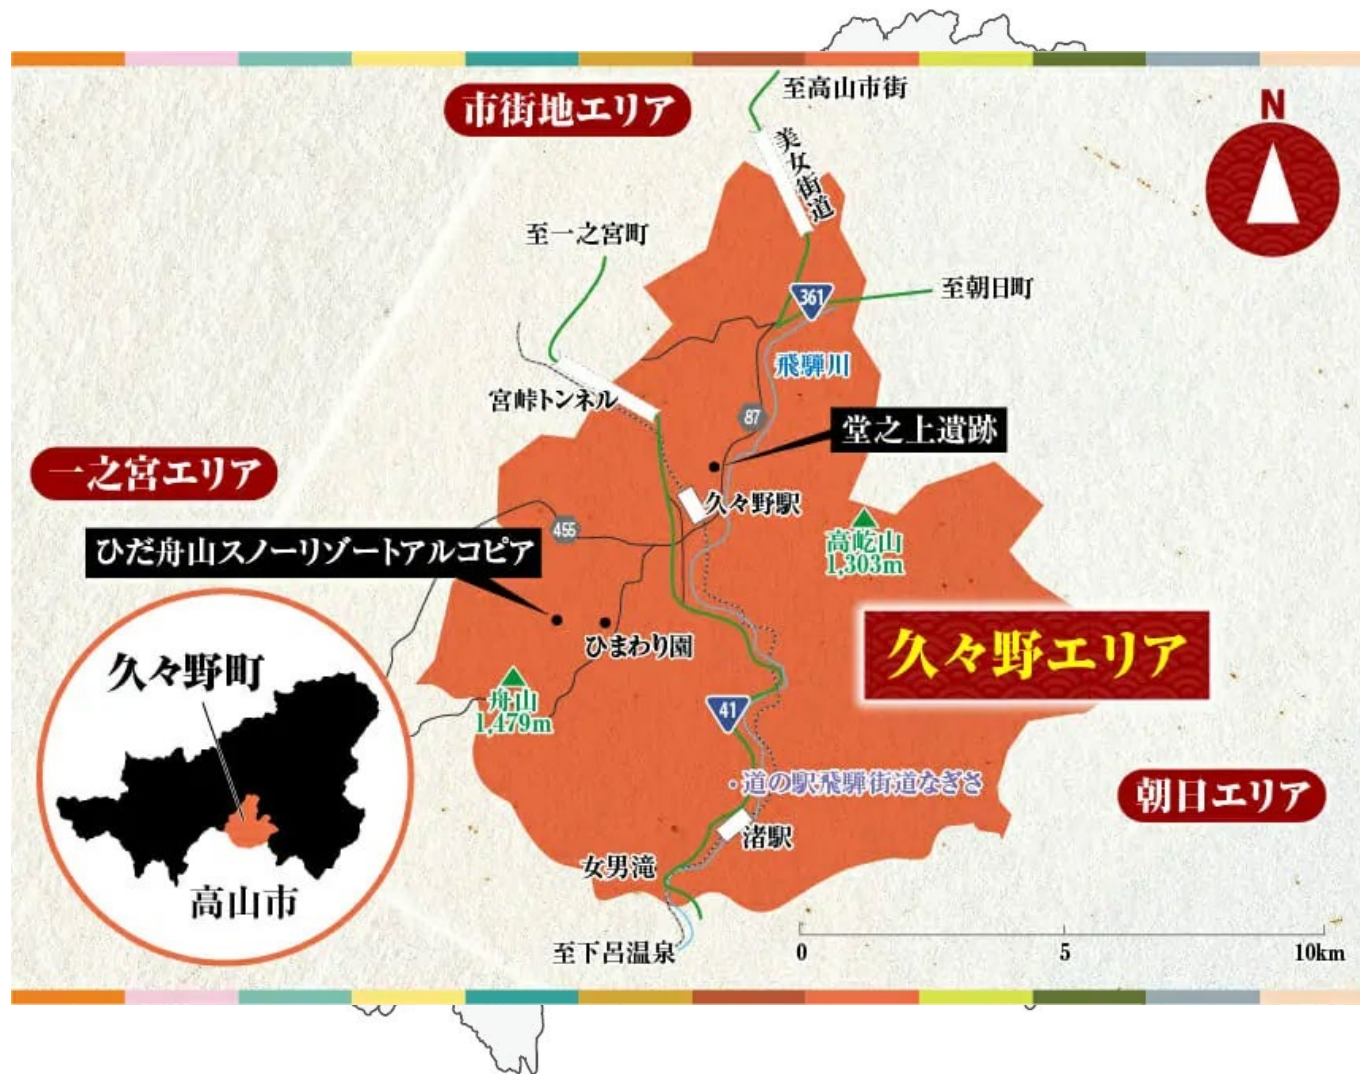 至高山市街
市街地エリア
N
美女街道
至一之宮町
至朝日町
361
飛騨川
宮峠トンネル
87
堂之上遺跡
一之宮エリア
久々野駅
455
高屹山
1,303m
ひだ舟山スノーリゾートアルコピア
ひまわり園
久々野エリア
久々野町
舟山
1,479m
41
・道の駅飛騨街道なぎさ
朝日エリア
渚駅
女男滝
高山市
至下呂温泉
0
5
10km